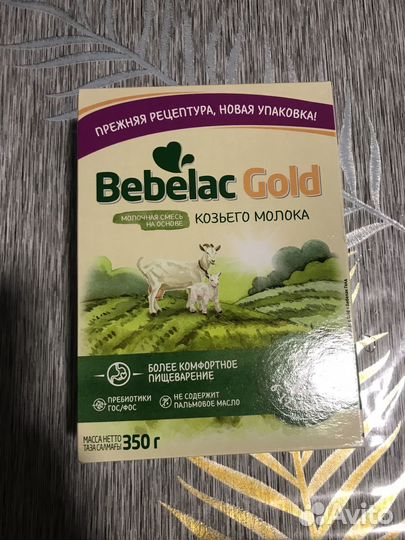 ПРЕЖНЯЯ РЕЦЕПТУРА, НОВАЯ УПАКОВКА!
Bebelac Gold
МОЛОЧНАЯ СМЕСЬ
НА ОСНОВЕ
КОЗЬЕГО МОЛОКА
БОЛЕЕ КОМФОРТНОЕ
ПИЩЕВАРЕНИЕ
ПРЕБИОТИКИ
ГОС/ФОС
НЕ СОДЕРЖИТ
ПАЛЬМОВОЕ МАСЛО
МАССА НЕТТО
ТАЗА САЛМАҒЫ
350 г
Avito